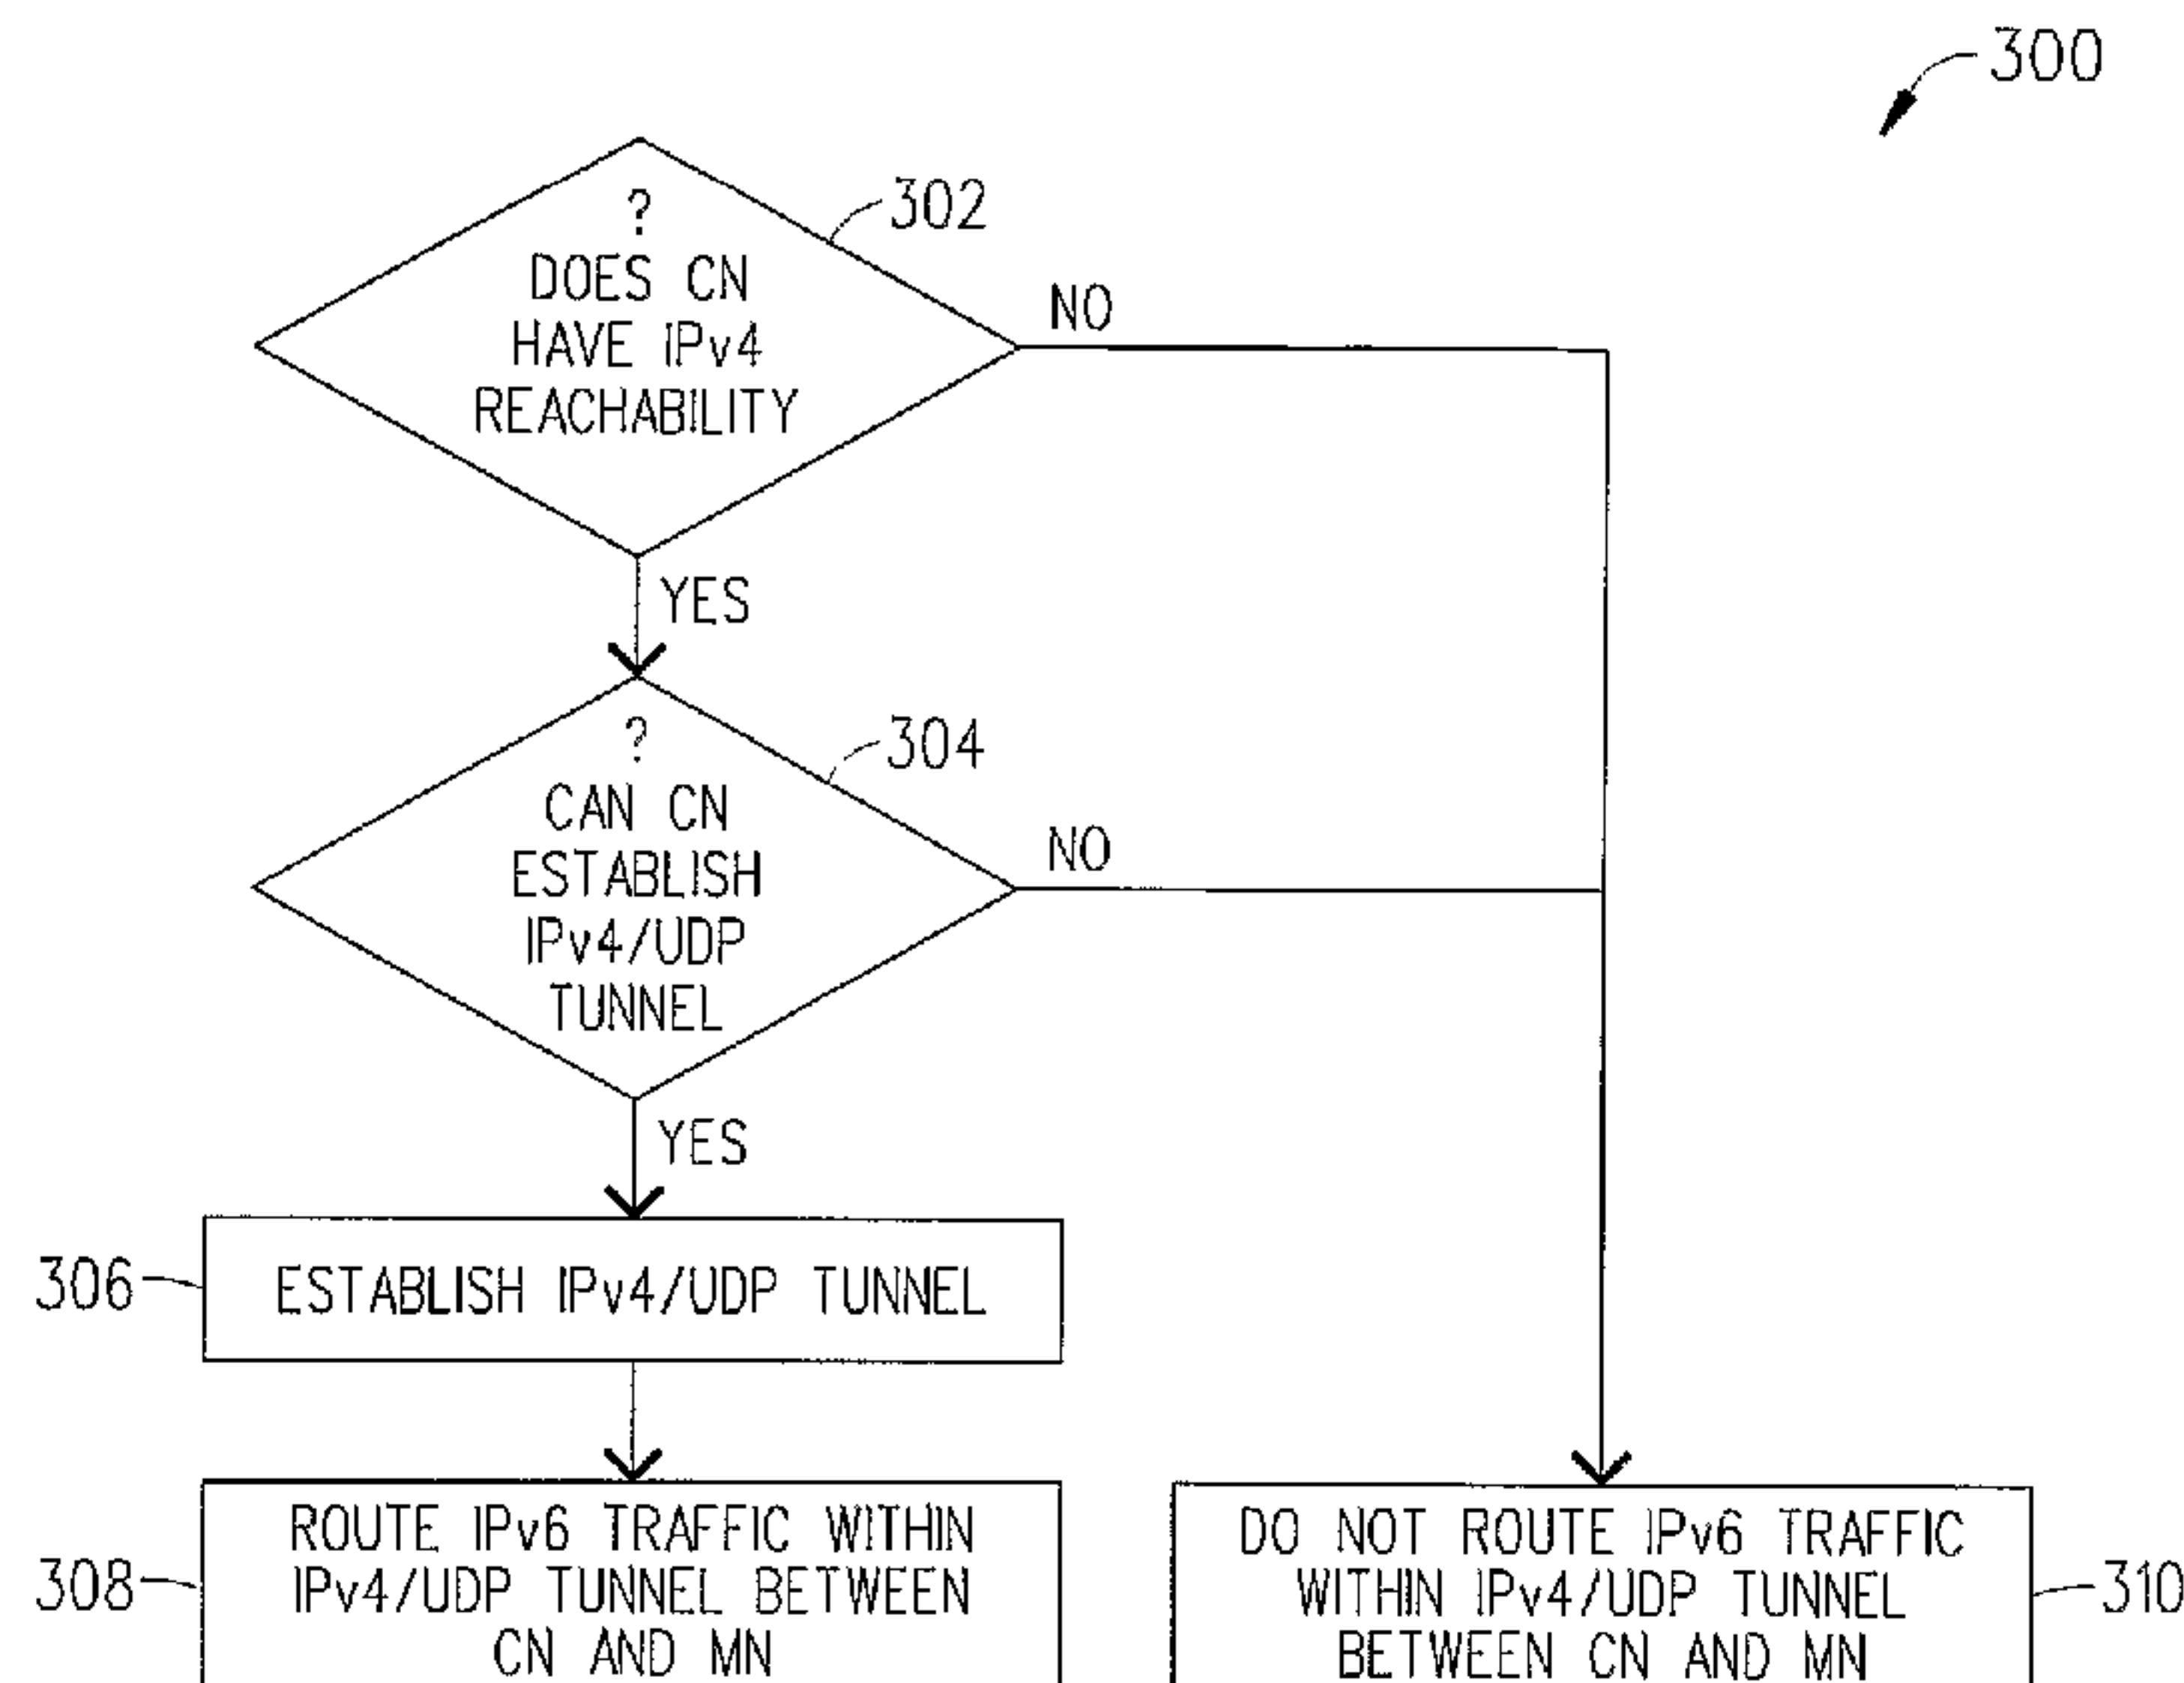 300
302
?
DOES CN
HAVE IPv4
REACHABILITY
NO
YES
304
?
CAN CN
ESTABLISH
IPv4/UDP
TUNNEL
NO
YES
306
ESTABLISH IPv4/UDP TUNNEL
308
ROUTE IPv6 TRAFFIC WITHIN
IPv4/UDP TUNNEL BETWEEN
CN AND MN
DO NOT ROUTE IPv6 TRAFFIC
WITHIN IPv4/UDP TUNNEL
BETWEEN CN AND MN
310